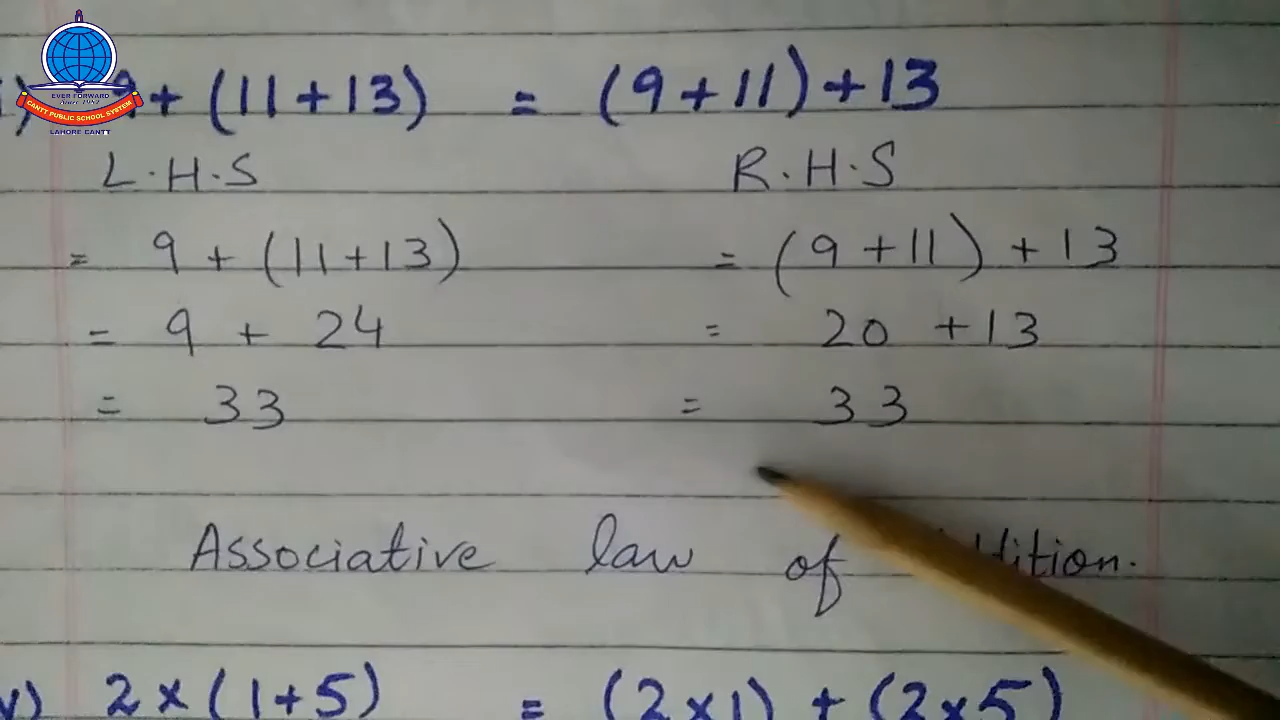 EVER FORWARD
CANTT PUBLIC SCHOOL SYSTEM
LAHORE CANTT
9 + (11 + 13) = (9 + 11) + 13
L.H.S R.H.S
= 9 + (11 + 13) = (9 + 11) + 13
= 9 + 24 = 20 + 13
= 33 = 33
Associative law of
2 × (1 + 5) = (2 × 1) + (2 × 5)